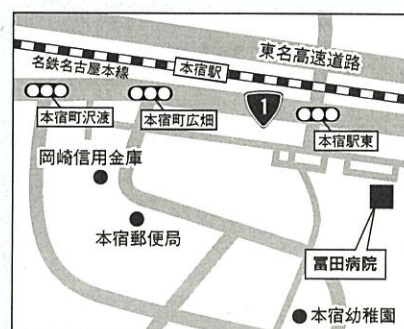 東名高速道路
名鉄名古屋本線
本宿駅
本宿町沢渡
本宿町広畑
1
本宿駅東
岡崎信用金庫
本宿郵便局
冨田病院
本宿幼稚園